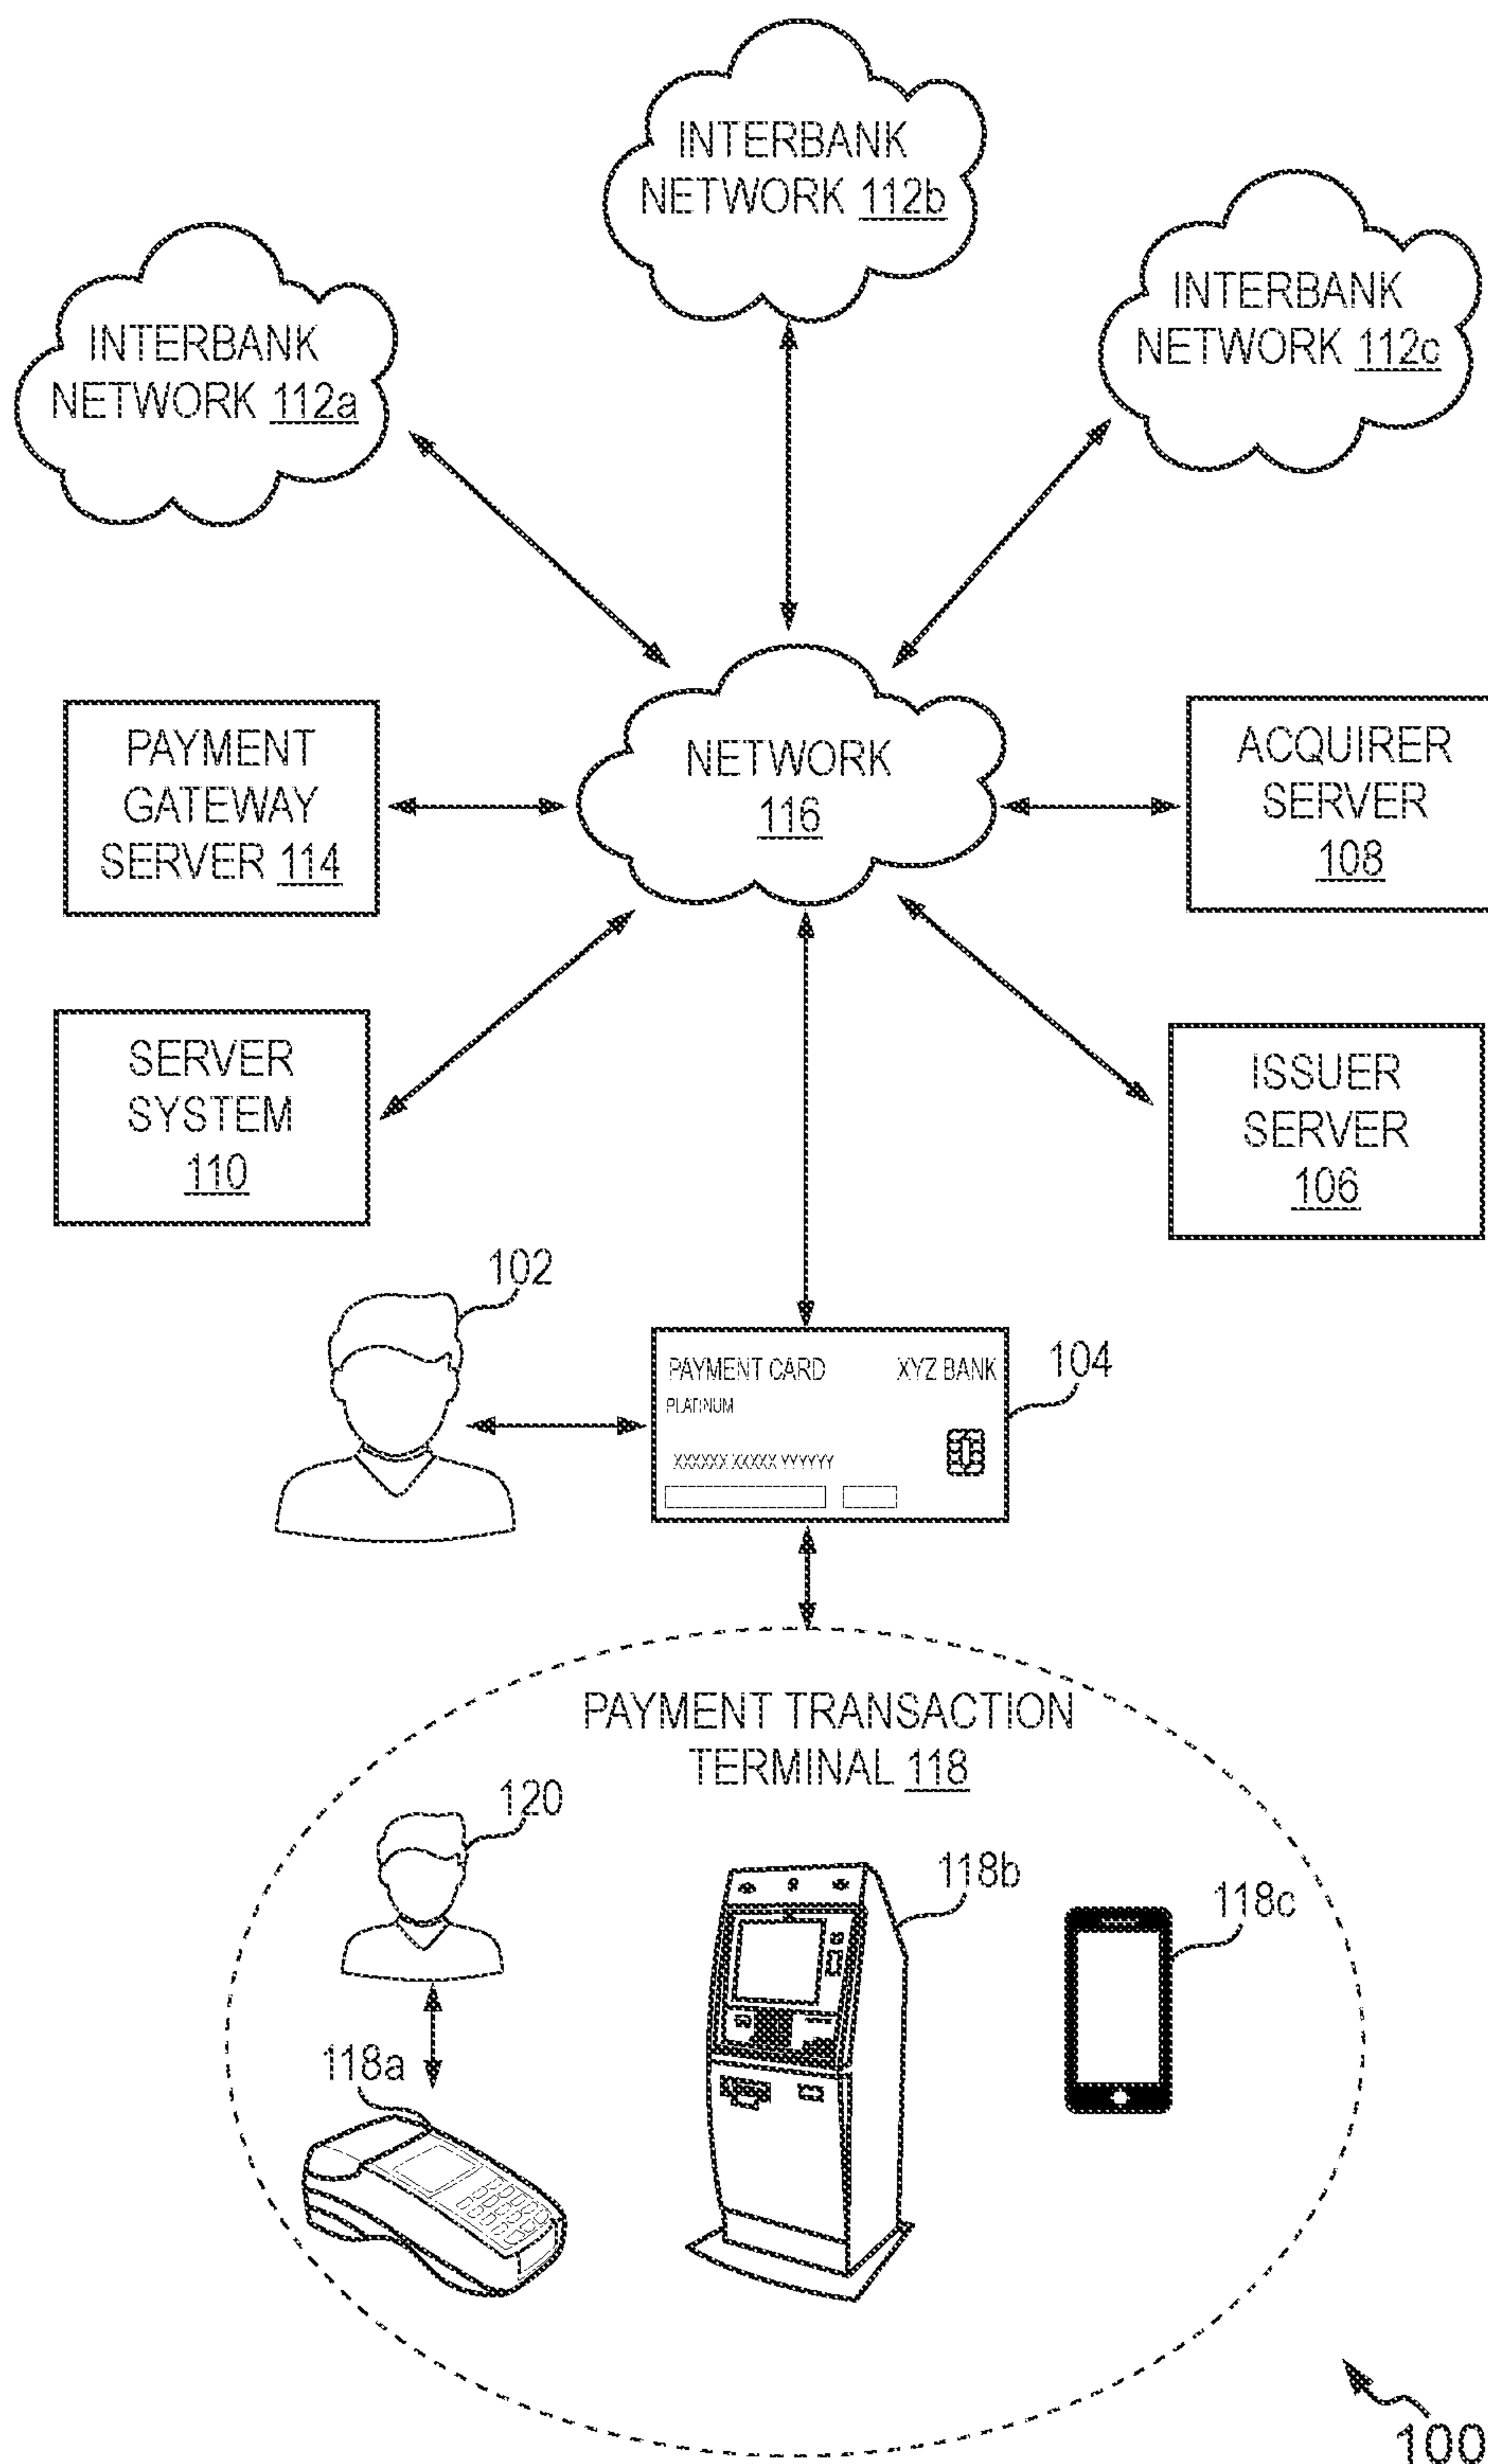 INTERBANK
NETWORK 112b
INTERBANK
NETWORK 112c
INTERBANK
NETWORK 112a
PAYMENT
GATEWAY
SERVER 114
NETWORK
116
ACQUIRER
SERVER
108
SERVER
SYSTEM
110
ISSUER
SERVER
106
102
PAYMENT CARD XYZ BANK
PLATINUM
XXXXXX XXXXX YYYYYY
104
PAYMENT TRANSACTION
TERMINAL 118
120
118b
118c
118a
100